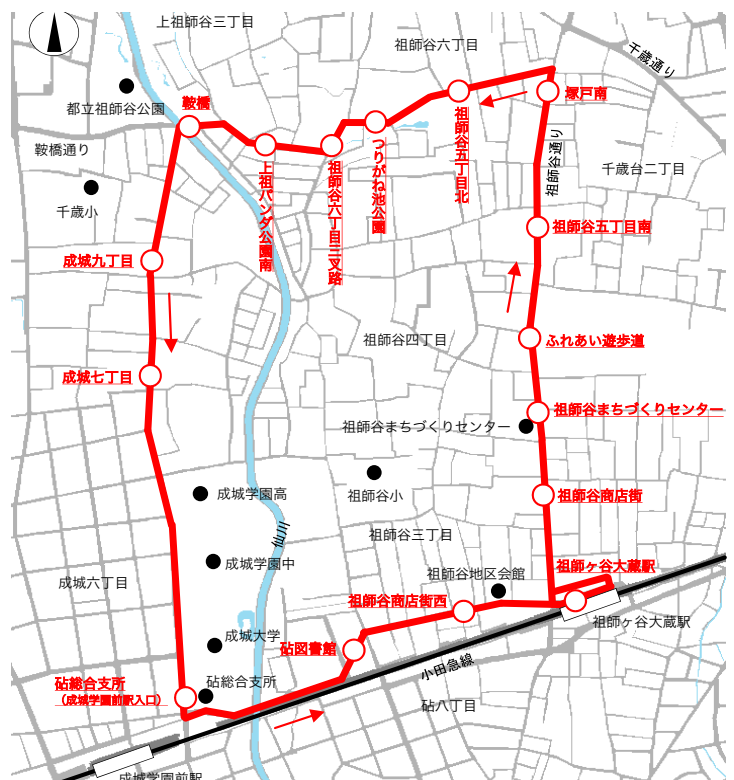 上祖師谷三丁目
祖師谷六丁目
千歳通り
都立祖師谷公園
鞍橋
塚戸南
鞍橋通り
祖師谷通り
千歳台二丁目
千歳小
上祖パンダ公園南
祖師谷六丁目三叉路
つりがね池公園
祖師谷五丁目北
祖師谷五丁目南
成城九丁目
祖師谷四丁目
ふれあい遊歩道
成城七丁目
祖師谷まちづくりセンター
祖師谷まちづくりセンター
成城学園高
祖師谷小
祖師谷商店街
仙川
祖師谷三丁目
成城学園中
祖師ヶ谷大蔵駅
成城六丁目
祖師谷地区会館
祖師谷商店街西
祖師ヶ谷大蔵駅
成城大学
砧図書館
小田急線
砧総合支所
砧総合支所
(成城学園前駅入口)
砧八丁目
成城学園前駅